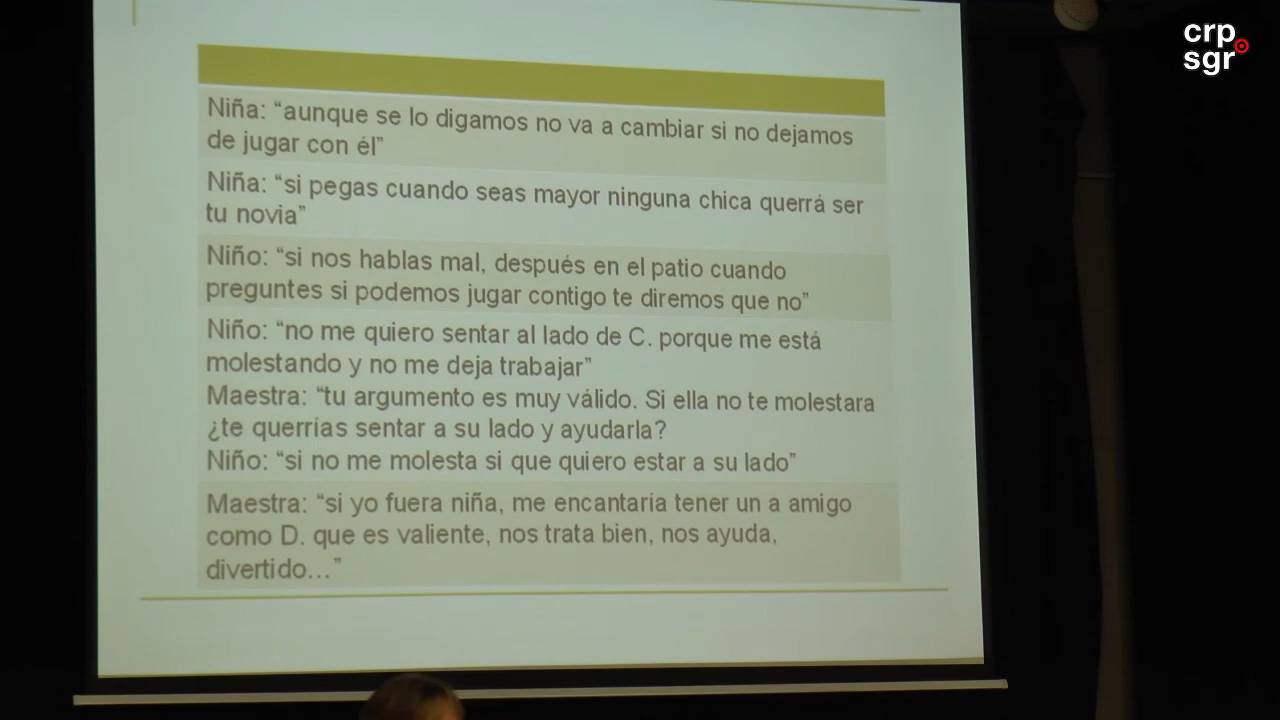 crp
sgr
Niña: “aunque se lo digamos no va a cambiar si no dejamos
de jugar con él”
Niña: “si pegas cuando seas mayor ninguna chica querrá ser
tu novia”
Niño: “si nos hablas mal, después en el patio cuando
preguntes si podemos jugar contigo te diremos que no”
Niño: “no me quiero sentar al lado de C. porque me está
molestando y no me deja trabajar”
Maestra: “tu argumento es muy válido. Si ella no te molestara
¿te querrías sentar a su lado y ayudarla?
Niño: “si no me molesta si que quiero estar a su lado”
Maestra: “si yo fuera niña, me encantaría tener un a amigo
como D. que es valiente, nos trata bien, nos ayuda,
divertido...”